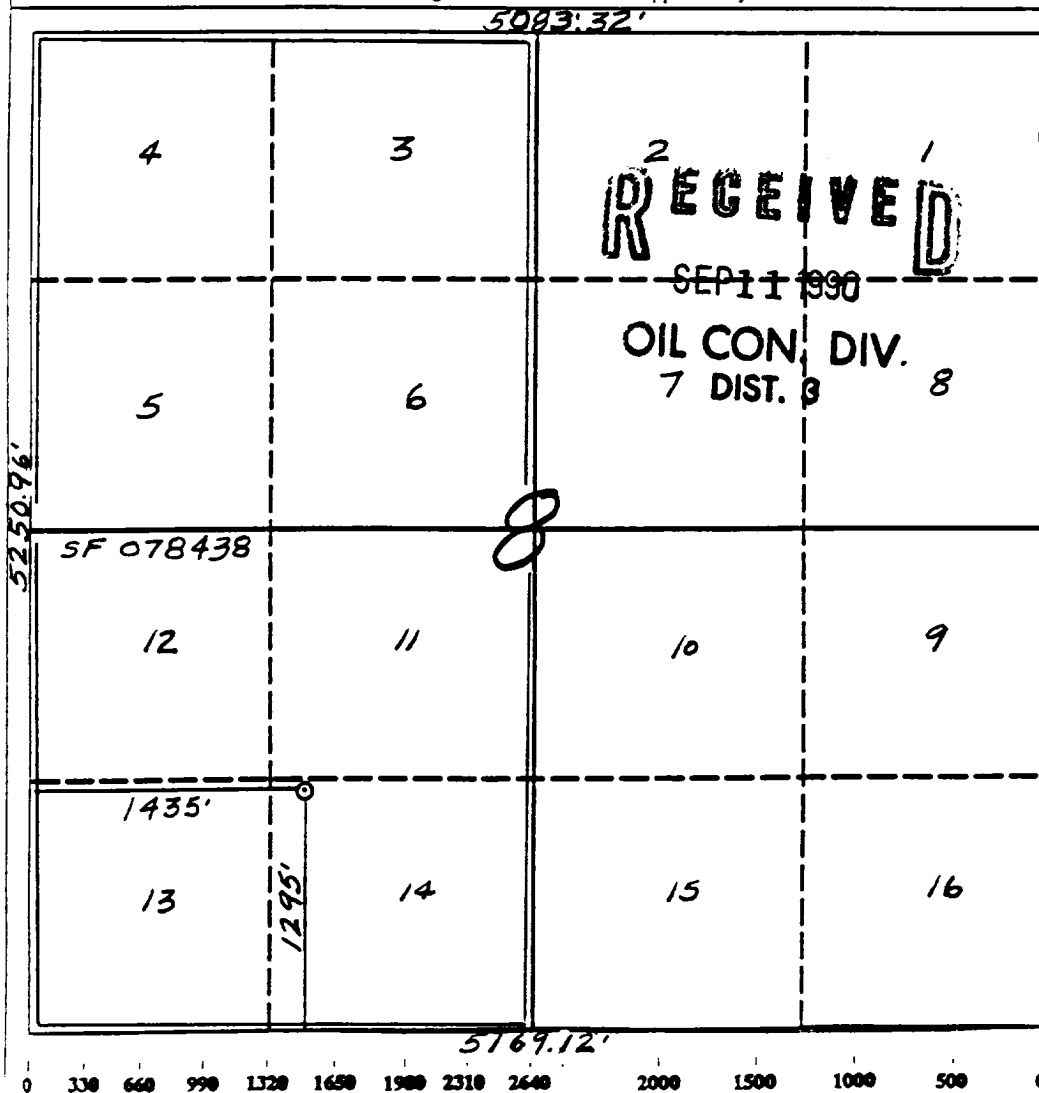 5083.32'
4 3 2 1
RECEIVED
SEP 11 1990
OIL CON. DIV.
5 6 7 DIST. 3 8
5250.96'
8
SF 078438
12 11 10 9
1435'
13 1295' 14 15 16
5169.12'
0 330 660 990 1320 1650 1980 2310 2640 2000 1500 1000 500 0